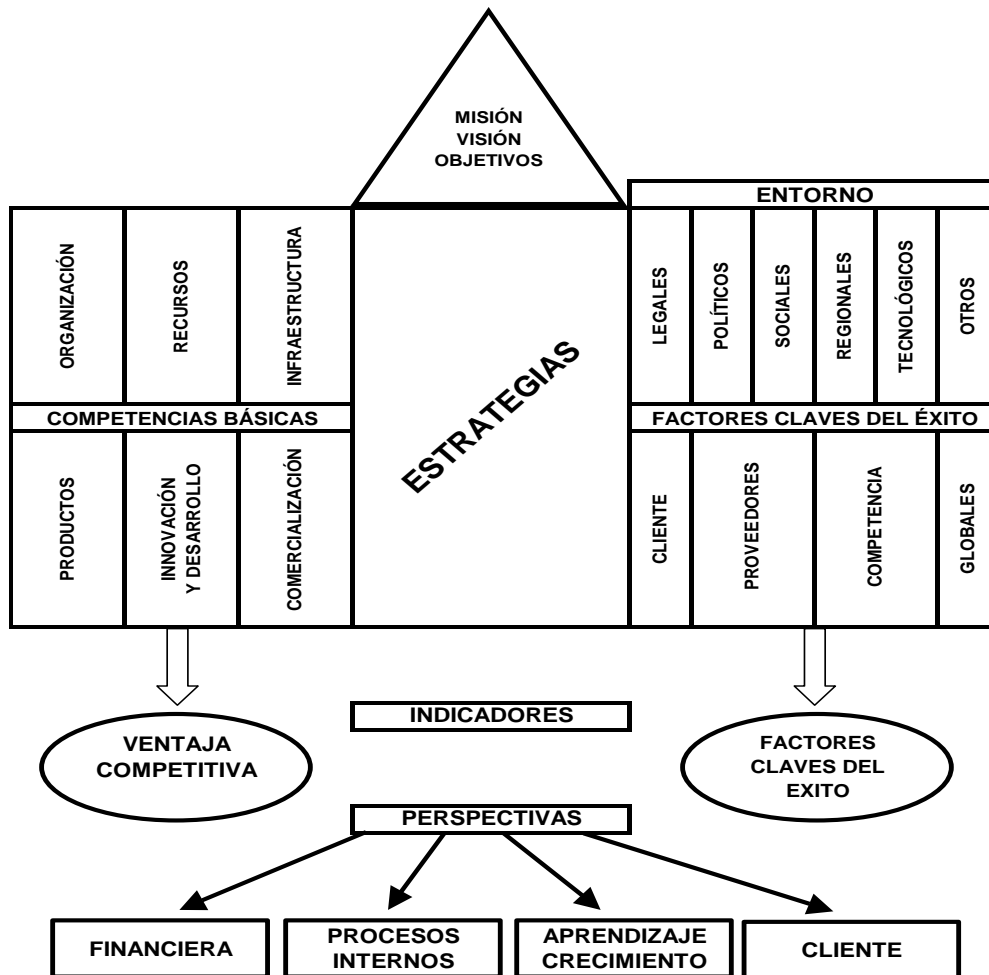 MISIÓN
VISIÓN
OBJETIVOS
ENTORNO
ORGANIZACIÓN
RECURSOS
INFRAESTRUCTURA
ESTRATEGIAS
LEGALES
POLÍTICOS
SOCIALES
REGIONALES
TECNOLÓGICOS
OTROS
COMPETENCIAS BÁSICAS
FACTORES CLAVES DEL ÉXITO
PRODUCTOS
INNOVACIÓN
Y DESARROLLO
COMERCIALIZACIÓN
CLIENTE
PROVEEDORES
COMPETENCIA
GLOBALES
INDICADORES
VENTAJA
COMPETITIVA
FACTORES
CLAVES DEL
EXITO
PERSPECTIVAS
FINANCIERA
PROCESOS
INTERNOS
APRENDIZAJE
CRECIMIENTO
CLIENTE